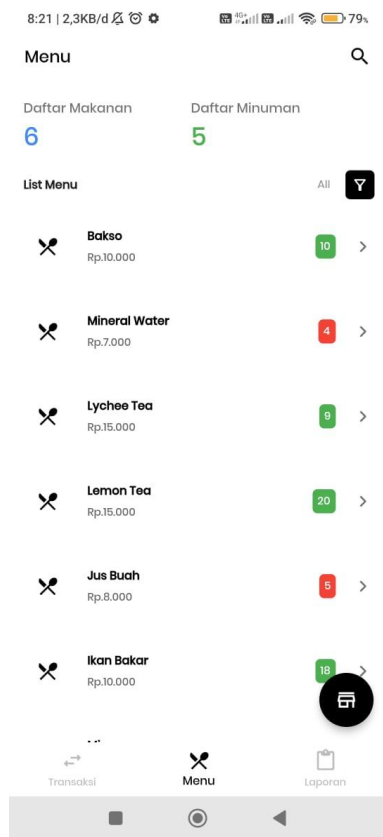 8:21 | 2,3KB/d 4G+ 79%
Menu
Daftar Makanan Daftar Minuman
6 5
List Menu All
Bakso
Rp.10.000
10
Mineral Water
Rp.7.000
4
Lychee Tea
Rp.15.000
9
Lemon Tea
Rp.15.000
20
Jus Buah
Rp.8.000
5
Ikan Bakar
Rp.10.000
18
Transaksi Menu Laporan